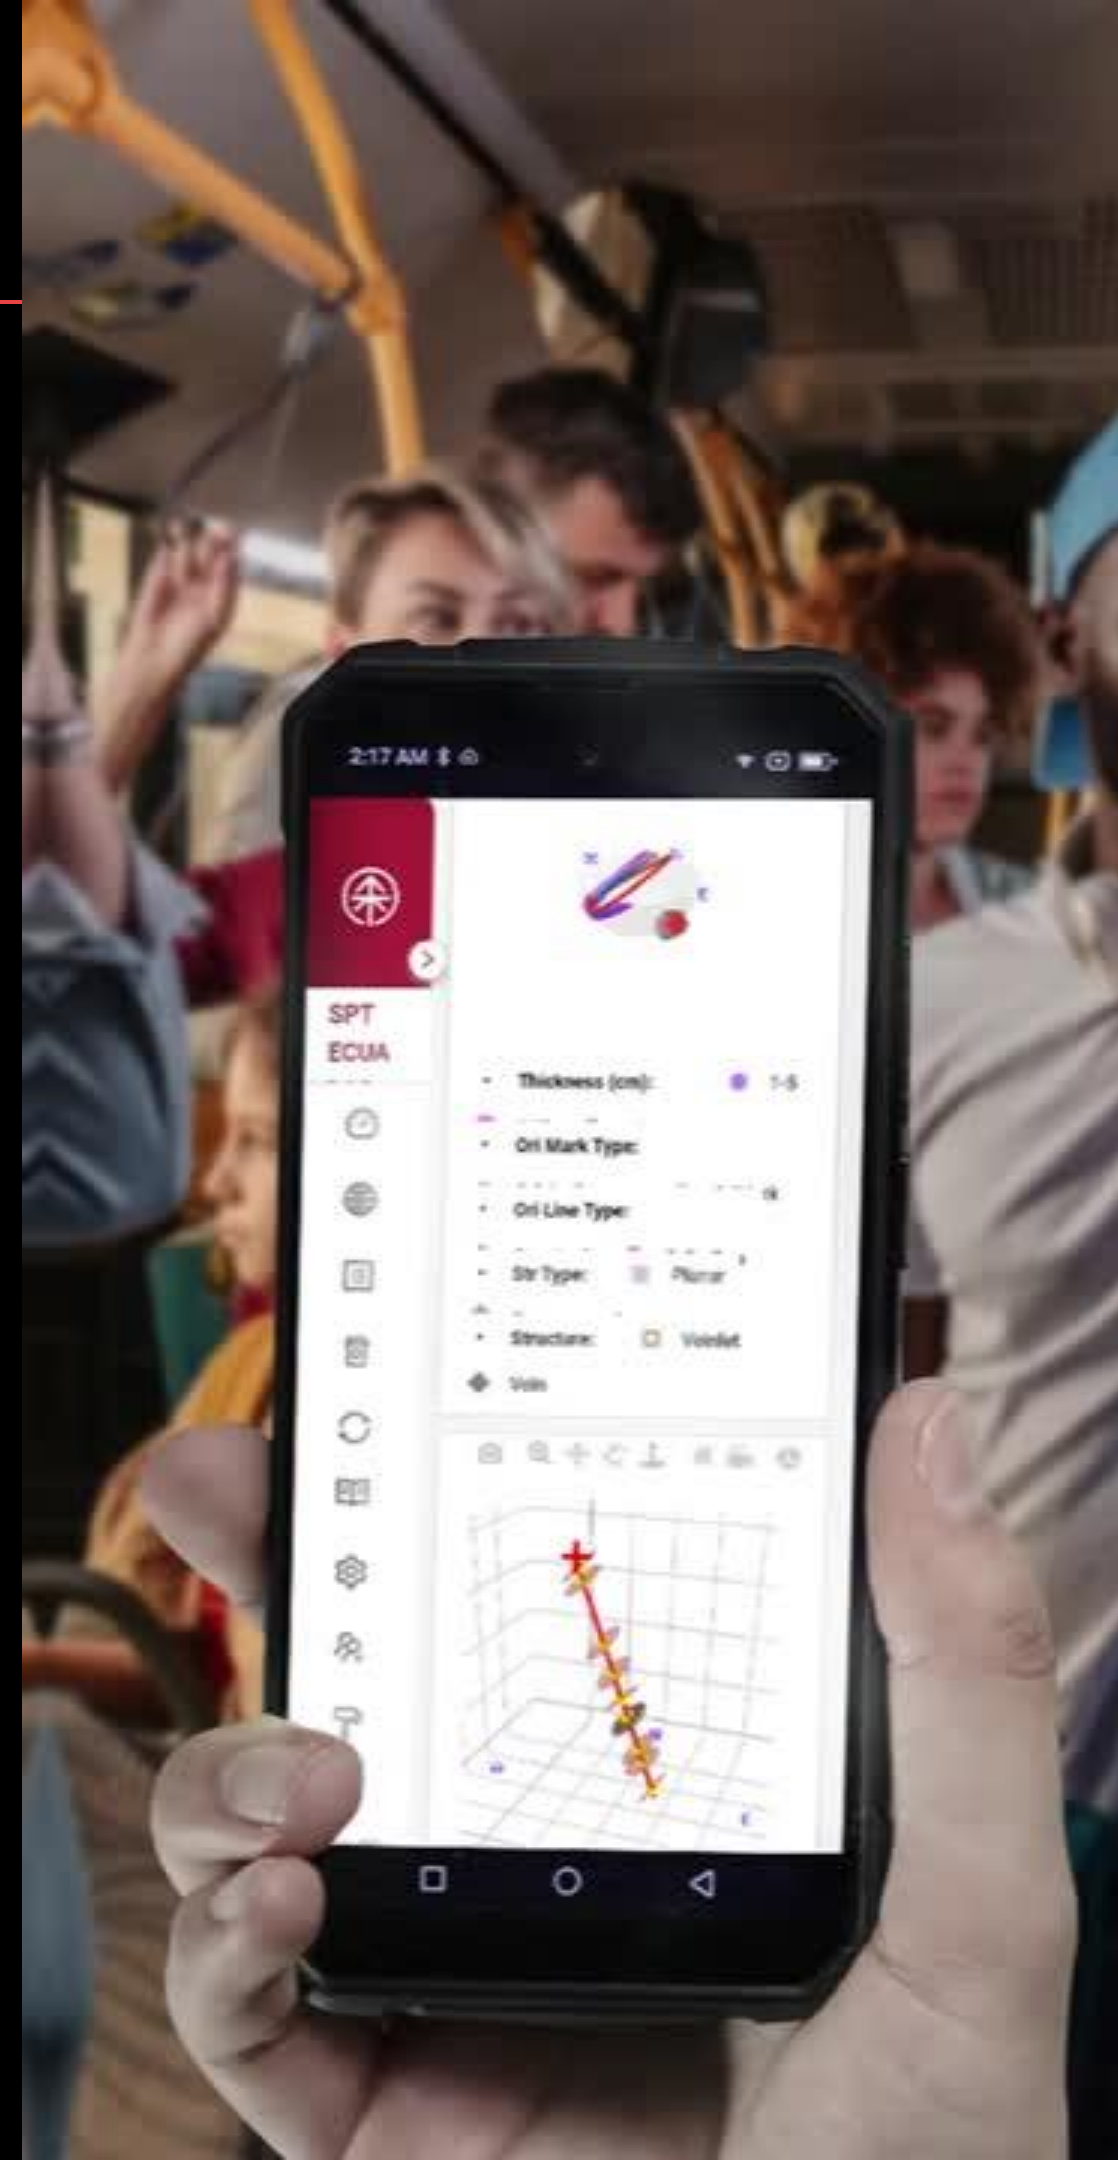 2:17 AM
SPT
ECUA
Thickness (cm): 1-5
Ori Mark Type:
Ori Line Type:
Str Type: Planar
Structure: Veinlet
Vein
E
E